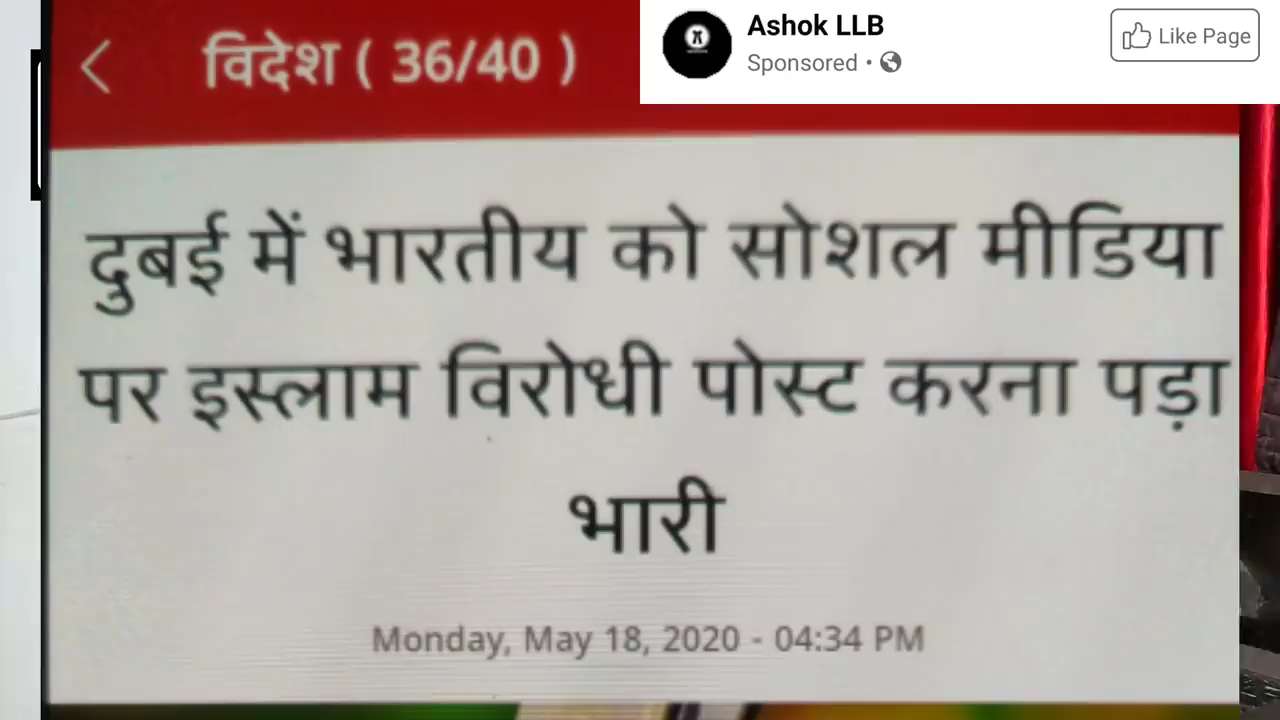 विदेश ( 36/40 )
Ashok LLB
Sponsored •
Like Page
दुबई में भारतीय को सोशल मीडिया
पर इस्लाम विरोधी पोस्ट करना पड़ा
भारी
Monday, May 18, 2020 - 04:34 PM